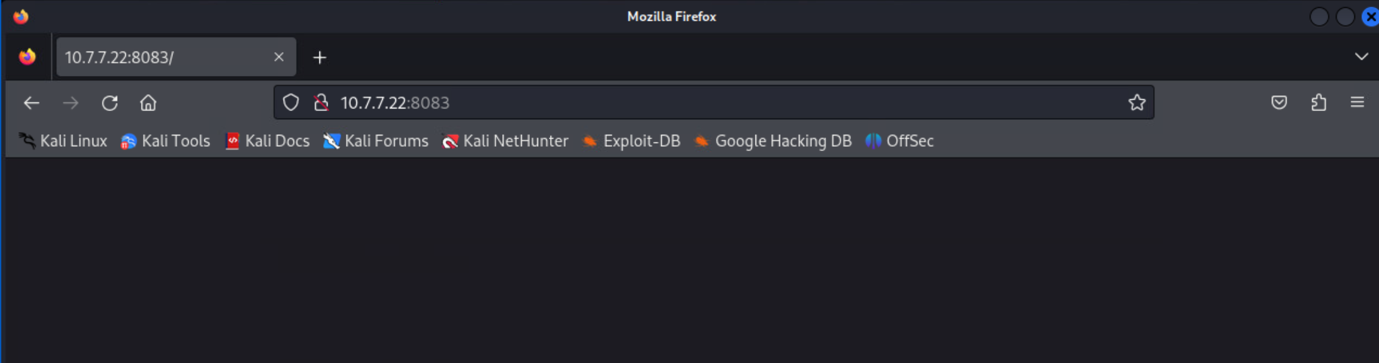 Mozilla Firefox
10.7.7.22:8083/
10.7.7.22:8083
Kali Linux Kali Tools Kali Docs Kali Forums Kali NetHunter Exploit-DB Google Hacking DB OffSec